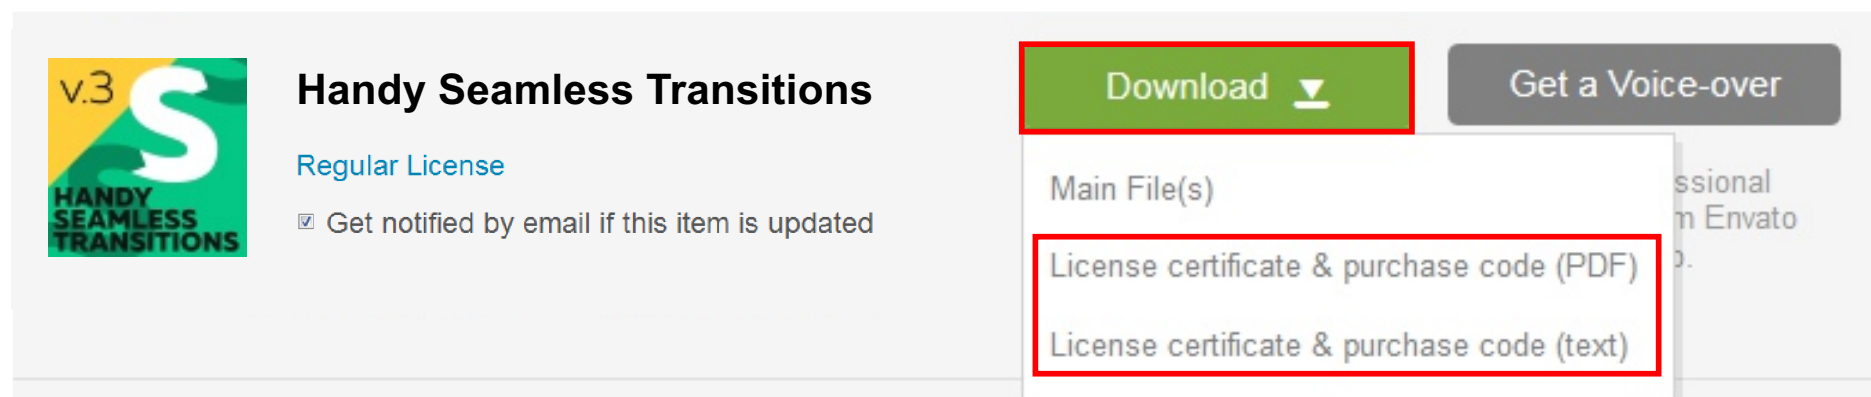 v.3
S
HANDY
SEAMLESS
TRANSITIONS
Handy Seamless Transitions
Regular License
Get notified by email if this item is updated
Download
Main File(s)
License certificate & purchase code (PDF)
License certificate & purchase code (text)
Get a Voice-over
Envato